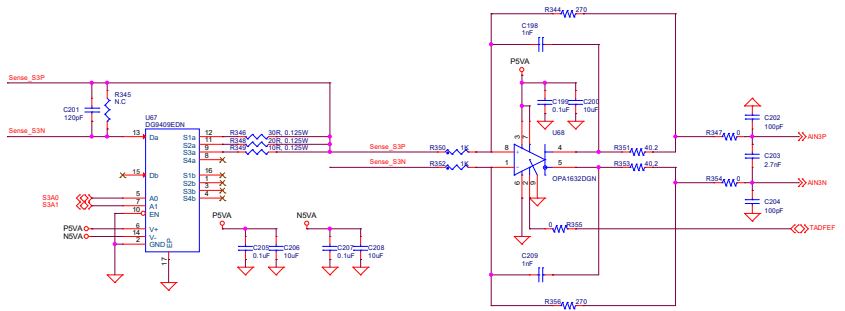 R344 270
C198
1nF
P5VA
Sense_S3P
C201
120pF
R345
N.C
U67
DG9409EDN
C199
0.1uF
C200
10uF
U68
C202
100pF
Sense_S3N
13 Da
S1a 12
S2a 11
S3a 9
S4a 8
R346 30R, 0.125W
R348 20R, 0.125W
R349 10R, 0.125W
Sense_S3P
R350 1K
8
3
7
4
R351 40,2
R347 0
AIN3P
C203
2.7nF
Sense_S3N
R352 1K
1
5
R353 40,2
OPA1632DGN
R354 0
AIN3N
15 Db
S1b 16
S2b 1
S3b 3
S4b 4
6
2
9
S3A0
S3A1
5 A0
7 A1
10 EN
C204
100pF
P5VA
N5VA
6 V+
14 V-
2 GND
EP
17
P5VA
N5VA
0 R355
TADFEF
C205
0.1uF
C206
10uF
C207
0.1uF
C208
10uF
C209
1nF
R356 270